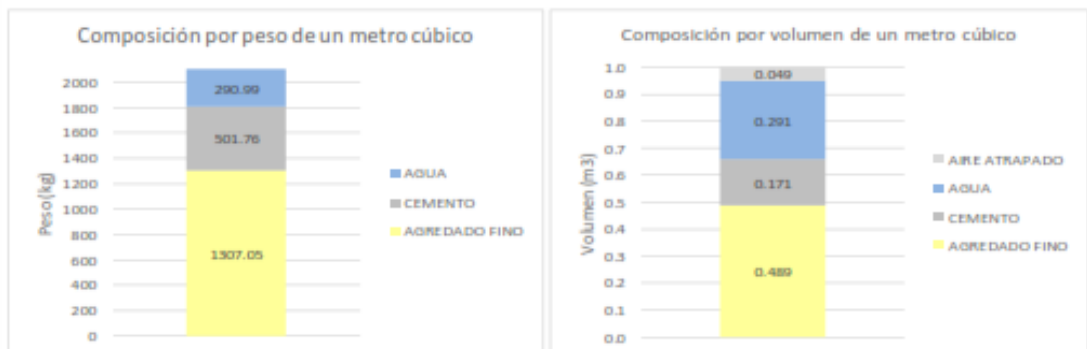 Composición por peso de un metro cúbico
Peso(kg)
2000
1800
1600
1400
1200
1000
800
600
400
200
0
290.99
501.76
1307.05
AGUA
CEMENTO
AGREDADO FINO
Composición por volumen de un metro cúbico
Volumen (m3)
1.0
0.9
0.8
0.7
0.6
0.5
0.4
0.3
0.2
0.1
0.0
0.049
0.291
0.171
0.489
AIRE ATRAPADO
AGUA
CEMENTO
AGREDADO FINO